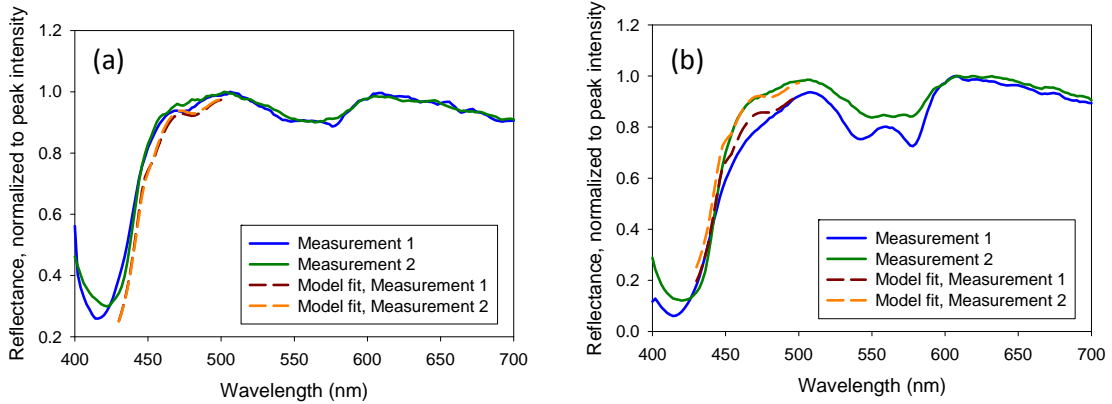 (a)
Reflectance, normalized to peak intensity
1.2
1.0
0.8
0.6
0.4
0.2
Measurement 1
Measurement 2
Model fit, Measurement 1
Model fit, Measurement 2
400 450 500 550 600 650 700
Wavelength (nm)
(b)
Reflectance, normalized to peak intensity
1.2
1.0
0.8
0.6
0.4
0.2
0.0
Measurement 1
Measurement 2
Model fit, Measurement 1
Model fit, Measurement 2
400 450 500 550 600 650 700
Wavelength (nm)